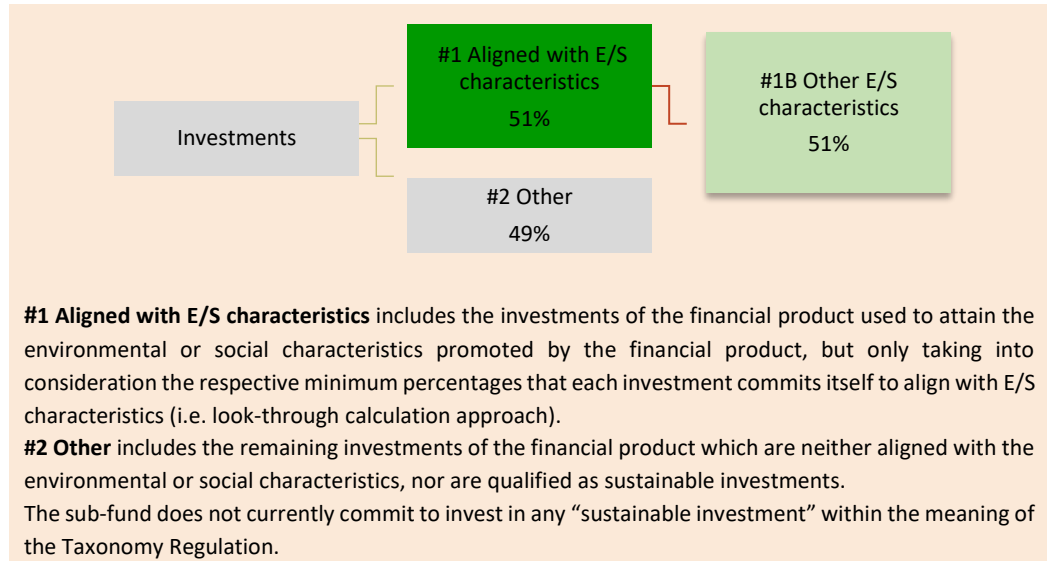 #1 Aligned with E/S
characteristics
51%
#1B Other E/S
characteristics
51%
Investments
#2 Other
49%
#1 Aligned with E/S characteristics includes the investments of the financial product used to attain the
environmental or social characteristics promoted by the financial product, but only taking into
consideration the respective minimum percentages that each investment commits itself to align with E/S
characteristics (i.e. look-through calculation approach).
#2 Other includes the remaining investments of the financial product which are neither aligned with the
environmental or social characteristics, nor are qualified as sustainable investments.
The sub-fund does not currently commit to invest in any “sustainable investment” within the meaning of
the Taxonomy Regulation.